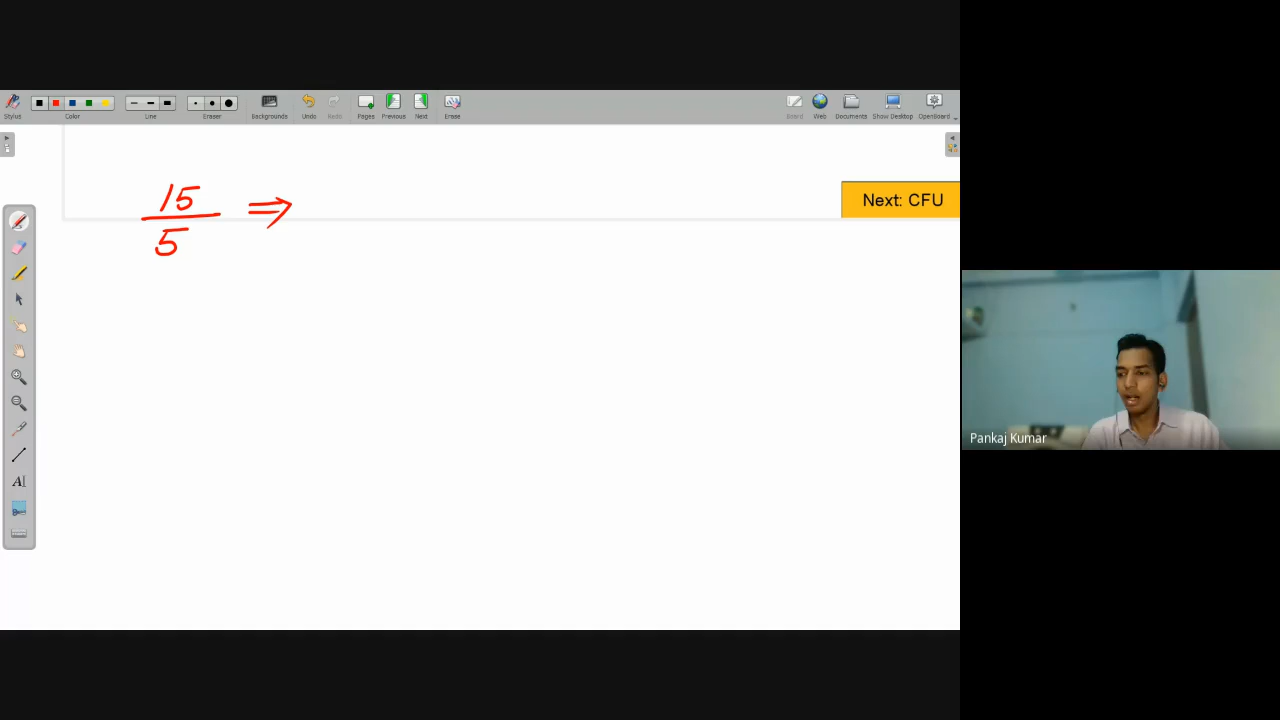 Stylus Color Line Eraser Backgrounds Undo Redo Pages Previous Next Erase Board Web Documents Show Desktop OpenBoard
Next: CFU
15
5
⇒
AI
Pankaj Kumar